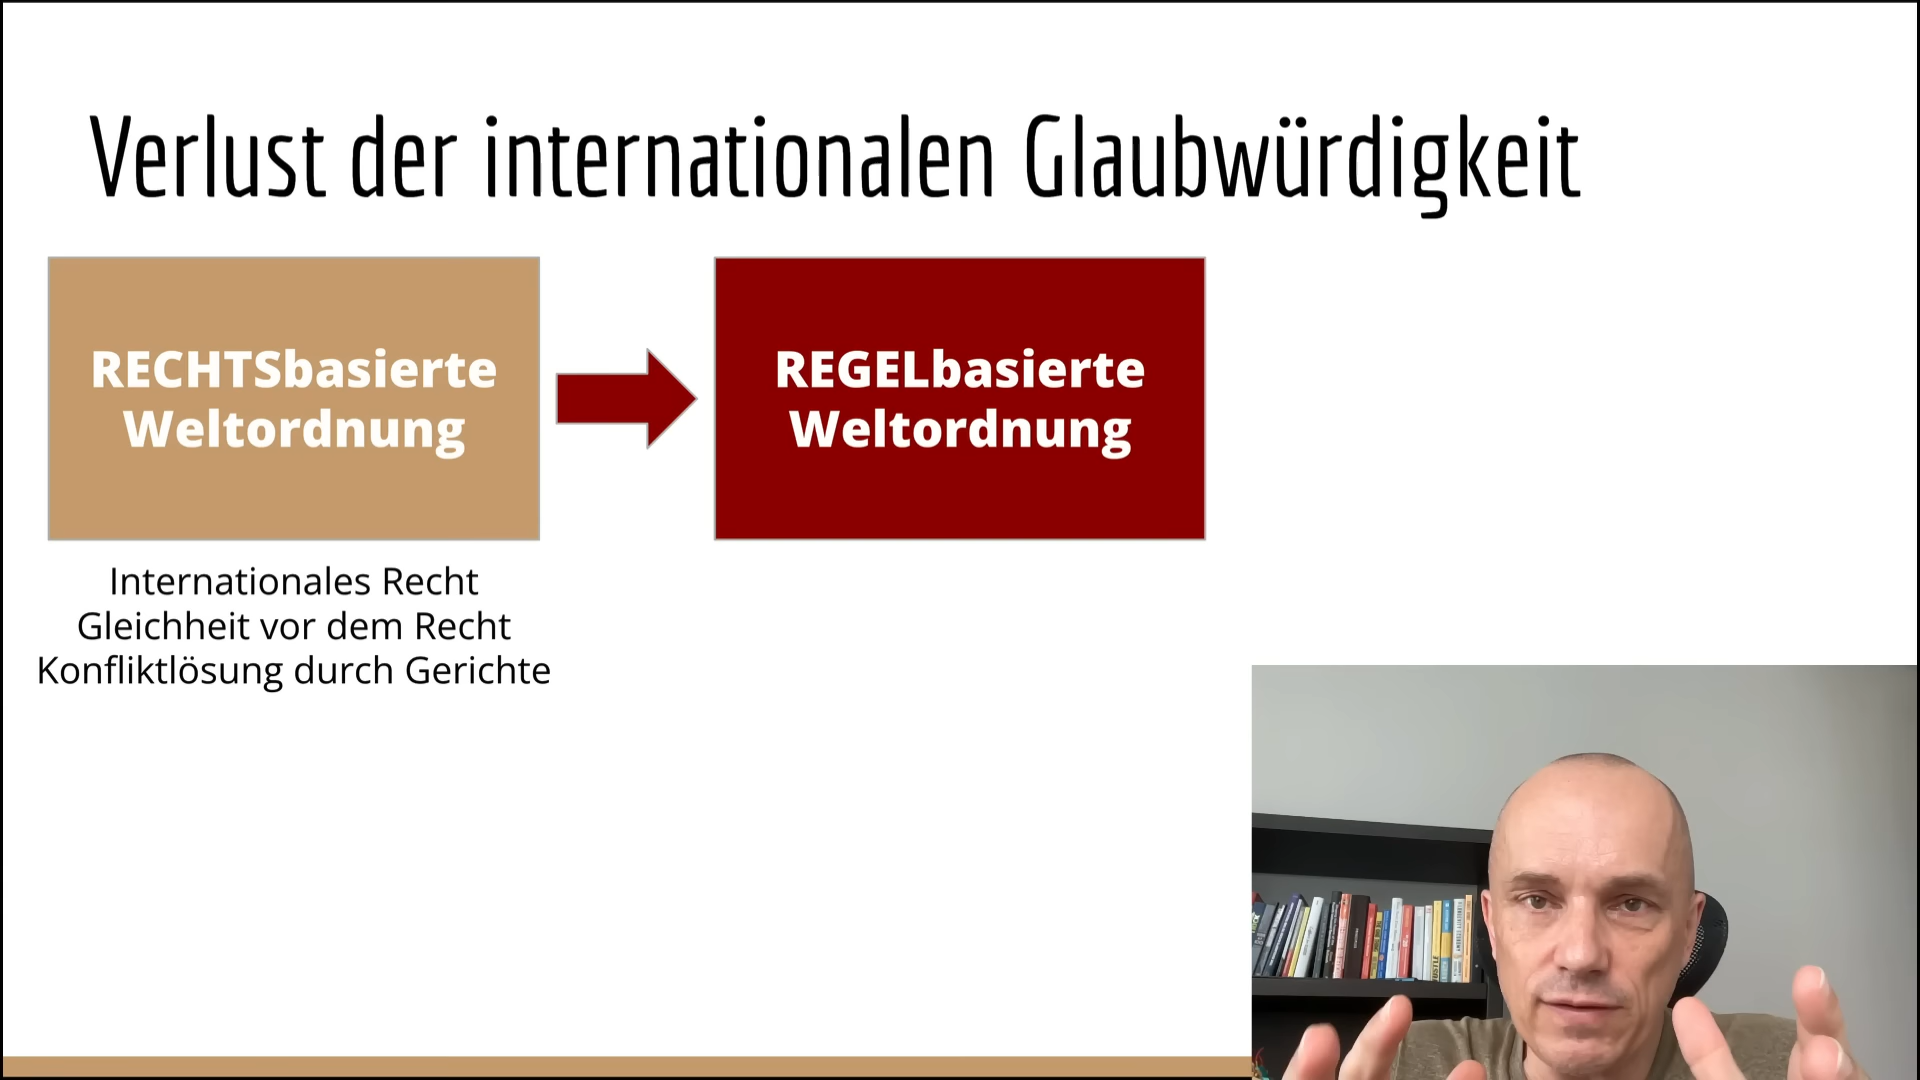 Verlust der internationalen Glaubwürdigkeit
RECHTSbasierte
Weltordnung
REGELbasierte
Weltordnung
Internationales Recht
Gleichheit vor dem Recht
Konfliktlösung durch Gerichte